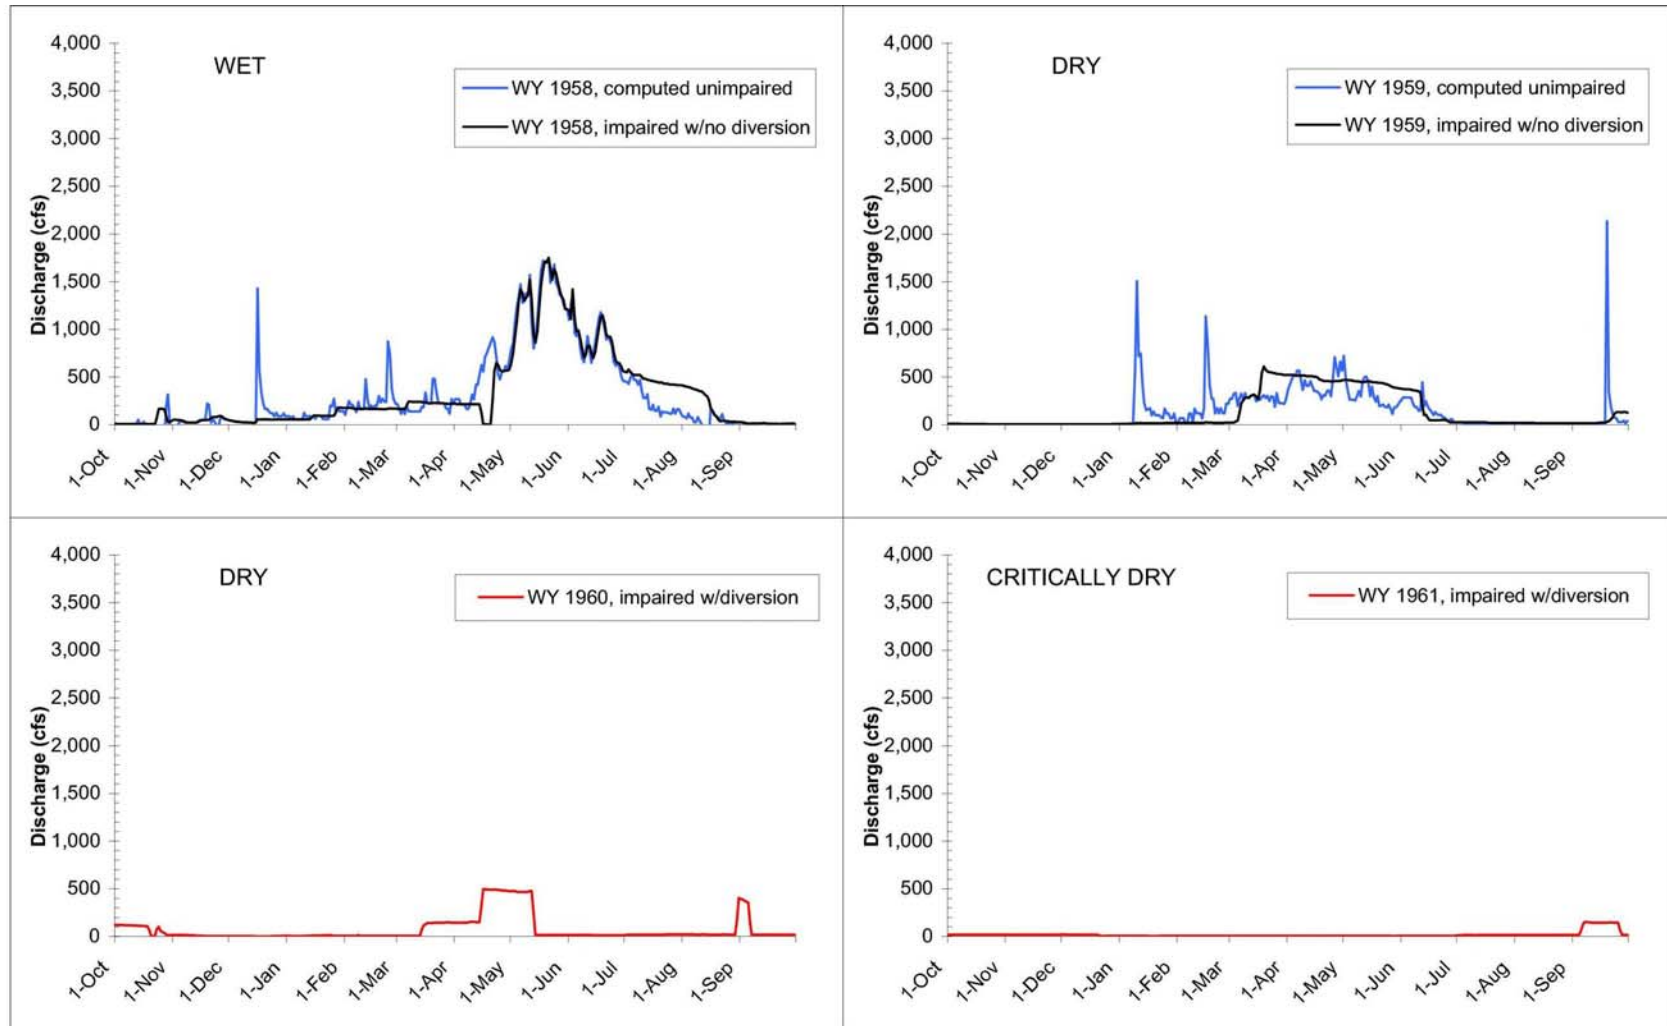 WET
WY 1958, computed unimpaired
WY 1958, impaired w/no diversion
Discharge (cfs)
4,000
3,500
3,000
2,500
2,000
1,500
1,000
500
0
1-Oct
1-Nov
1-Dec
1-Jan
1-Feb
1-Mar
1-Apr
1-May
1-Jun
1-Jul
1-Aug
1-Sep
DRY
WY 1959, computed unimpaired
WY 1959, impaired w/no diversion
Discharge (cfs)
4,000
3,500
3,000
2,500
2,000
1,500
1,000
500
0
1-Oct
1-Nov
1-Dec
1-Jan
1-Feb
1-Mar
1-Apr
1-May
1-Jun
1-Jul
1-Aug
1-Sep
DRY
WY 1960, impaired w/diversion
Discharge (cfs)
4,000
3,500
3,000
2,500
2,000
1,500
1,000
500
0
1-Oct
1-Nov
1-Dec
1-Jan
1-Feb
1-Mar
1-Apr
1-May
1-Jun
1-Jul
1-Aug
1-Sep
CRITICALLY DRY
WY 1961, impaired w/diversion
Discharge (cfs)
4,000
3,500
3,000
2,500
2,000
1,500
1,000
500
0
1-Oct
1-Nov
1-Dec
1-Jan
1-Feb
1-Mar
1-Apr
1-May
1-Jun
1-Jul
1-Aug
1-Sep